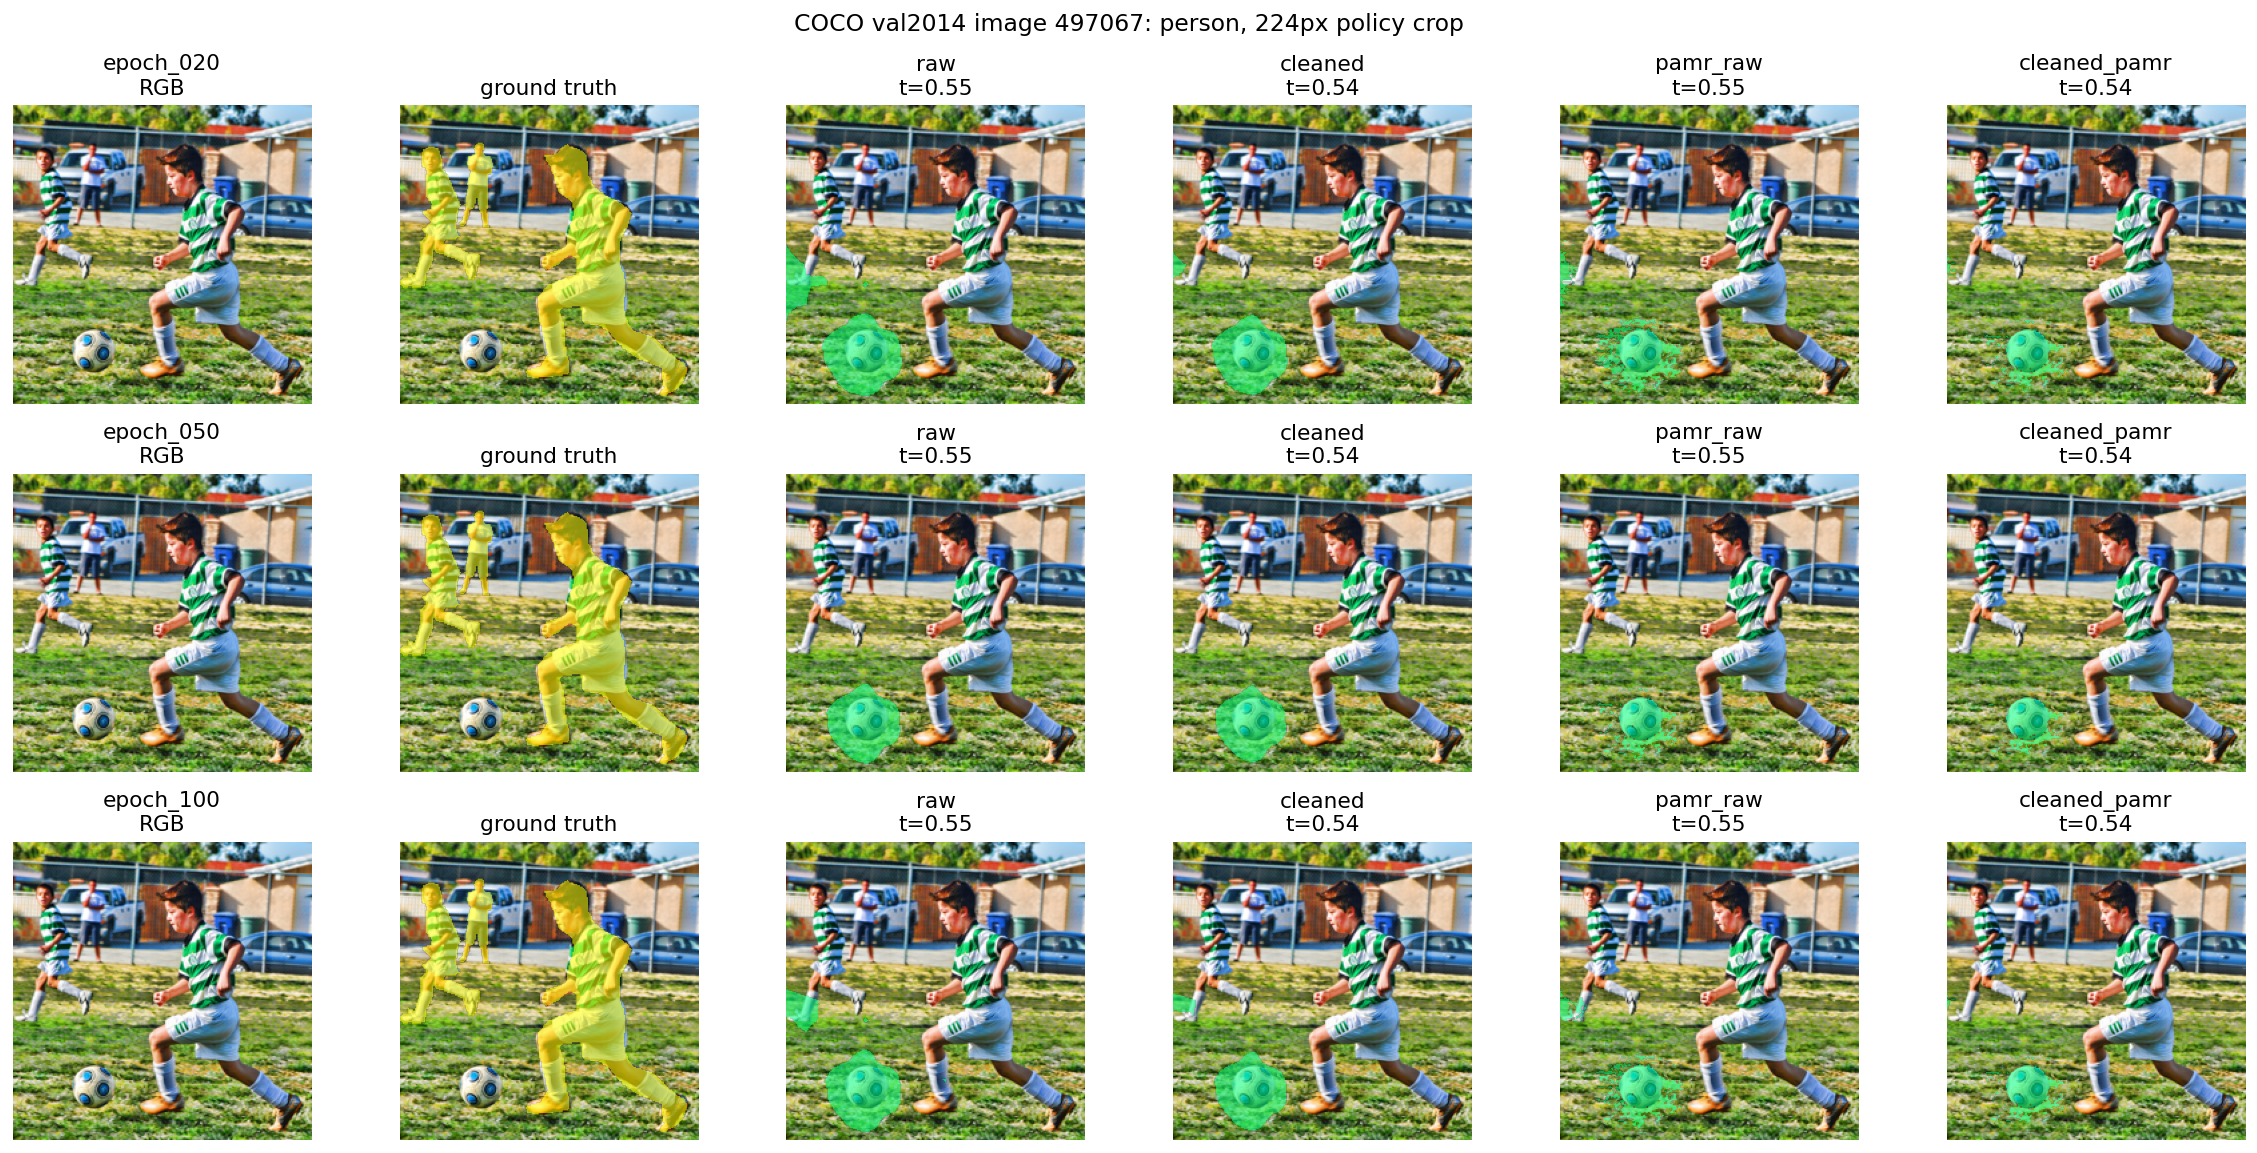 COCO val2014 image 497067: person, 224px policy crop
epoch_020
RGB
ground truth
raw
t=0.55
cleaned
t=0.54
pamr_raw
t=0.55
cleaned_pamr
t=0.54
epoch_050
RGB
ground truth
raw
t=0.55
cleaned
t=0.54
pamr_raw
t=0.55
cleaned_pamr
t=0.54
epoch_100
RGB
ground truth
raw
t=0.55
cleaned
t=0.54
pamr_raw
t=0.55
cleaned_pamr
t=0.54